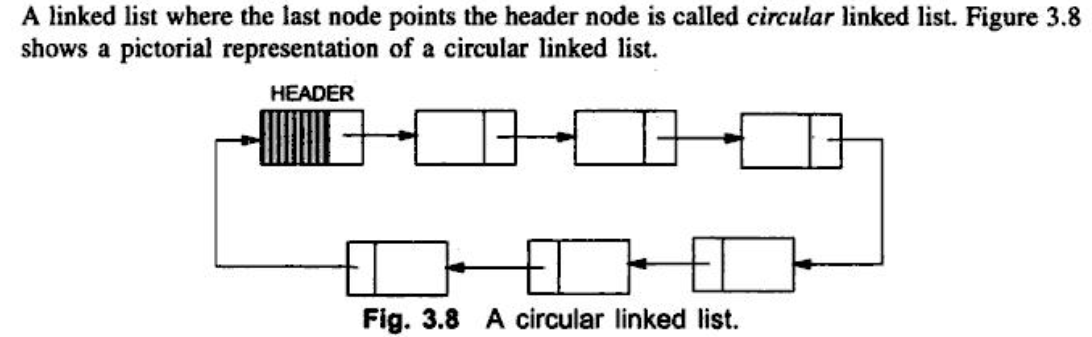 A linked list where the last node points the header node is called circular linked list. Figure 3.8
shows a pictorial representation of a circular linked list.
HEADER
Fig. 3.8 A circular linked list.